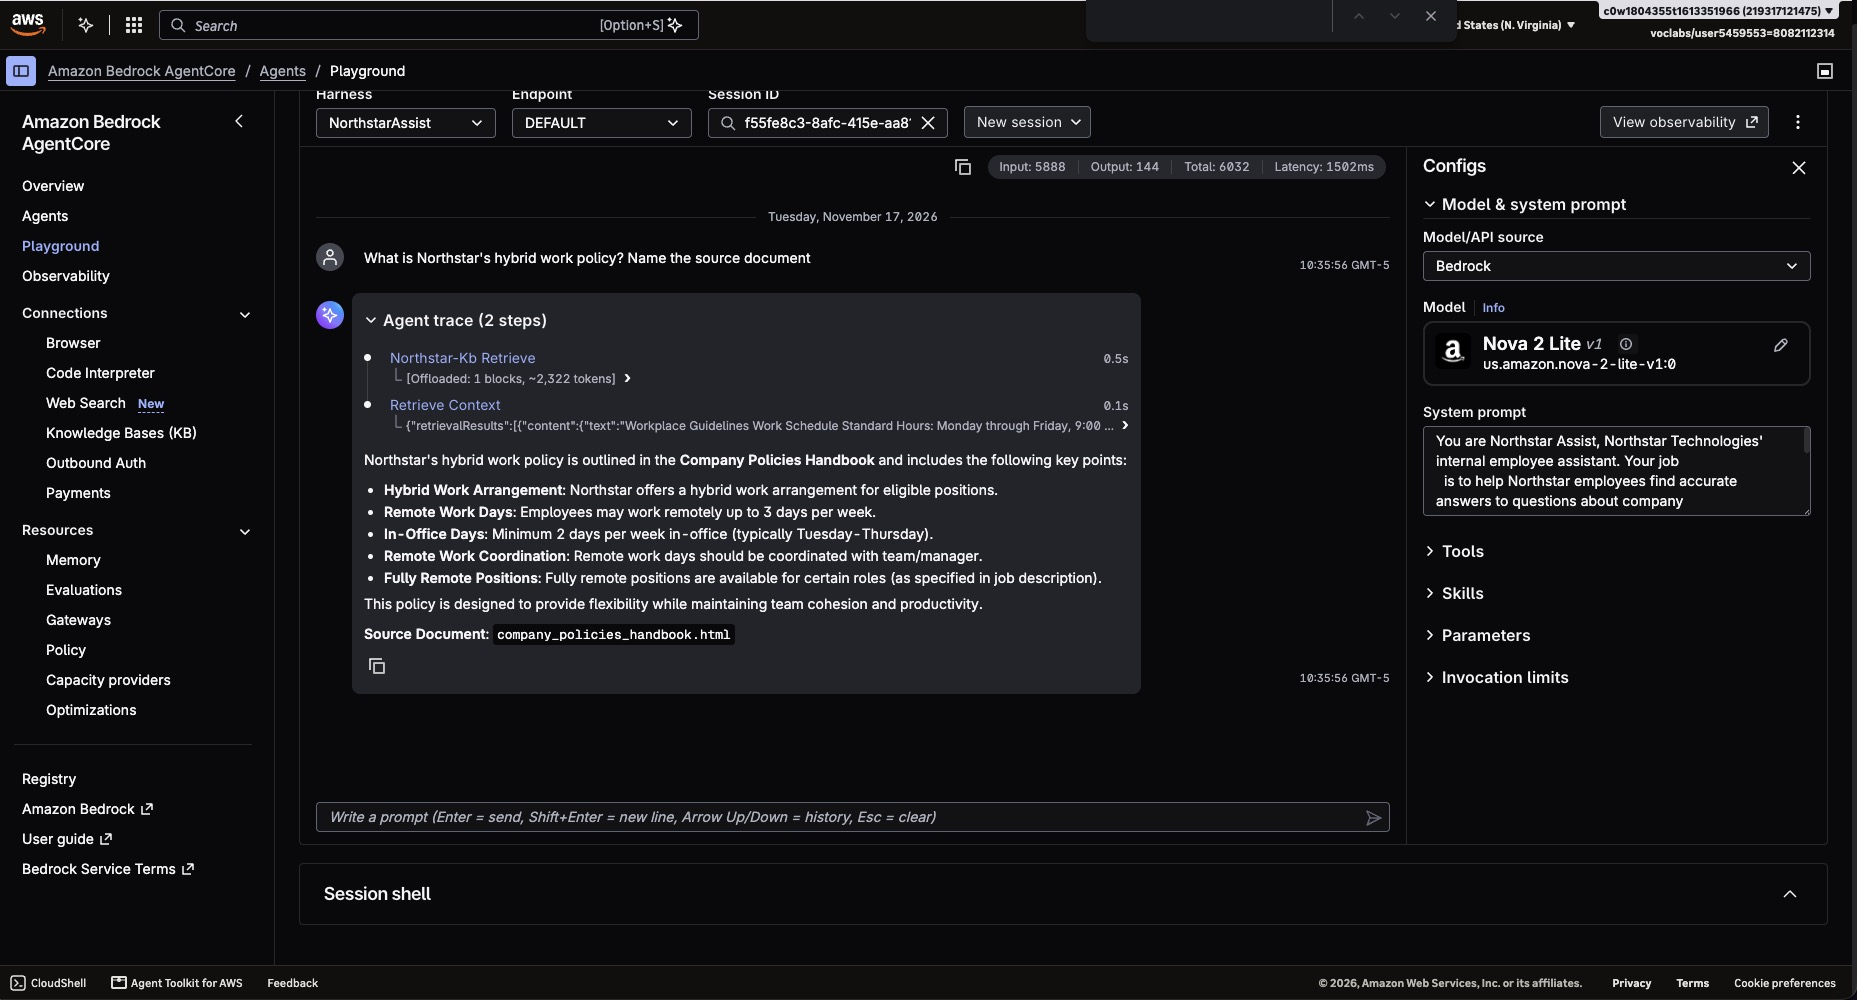 aws
Search
[Option+S]
d States (N. Virginia)
c0w1804355t1613351966 (219317121475)
voclabs/user5459553=8082112314
Amazon Bedrock AgentCore / Agents / Playground
Amazon Bedrock
AgentCore
Overview
Agents
Playground
Observability
Connections
Browser
Code Interpreter
Web Search New
Knowledge Bases (KB)
Outbound Auth
Payments
Resources
Memory
Evaluations
Gateways
Policy
Capacity providers
Optimizations
Registry
Amazon Bedrock
User guide
Bedrock Service Terms
Harness
NorthstarAssist
Endpoint
DEFAULT
Session ID
f55fe8c3-8afc-415e-aa8
New session
View observability
Input: 5888
Output: 144
Total: 6032
Latency: 1502ms
Tuesday, November 17, 2026
What is Northstar's hybrid work policy? Name the source document
10:35:56 GMT-5
Agent trace (2 steps)
Northstar-Kb Retrieve
0.5s
[Offloaded: 1 blocks, ~2,322 tokens]
Retrieve Context
0.1s
{"retrievalResults":[{"content":{"text":"Workplace Guidelines Work Schedule Standard Hours: Monday through Friday, 9:00 ...
Northstar's hybrid work policy is outlined in the Company Policies Handbook and includes the following key points:
• Hybrid Work Arrangement: Northstar offers a hybrid work arrangement for eligible positions.
• Remote Work Days: Employees may work remotely up to 3 days per week.
• In-Office Days: Minimum 2 days per week in-office (typically Tuesday-Thursday).
• Remote Work Coordination: Remote work days should be coordinated with team/manager.
• Fully Remote Positions: Fully remote positions are available for certain roles (as specified in job description).
This policy is designed to provide flexibility while maintaining team cohesion and productivity.
Source Document: company_policies_handbook.html
10:35:56 GMT-5
Write a prompt (Enter = send, Shift+Enter = new line, Arrow Up/Down = history, Esc = clear)
Configs
Model & system prompt
Model/API source
Bedrock
Model
Info
a
Nova 2 Lite v1
us.amazon.nova-2-lite-v1:0
System prompt
You are Northstar Assist, Northstar Technologies'
internal employee assistant. Your job
is to help Northstar employees find accurate
answers to questions about company
Tools
Skills
Parameters
Invocation limits
Session shell
CloudShell
Agent Toolkit for AWS
Feedback
© 2026, Amazon Web Services, Inc. or its affiliates.
Privacy
Terms
Cookie preferences